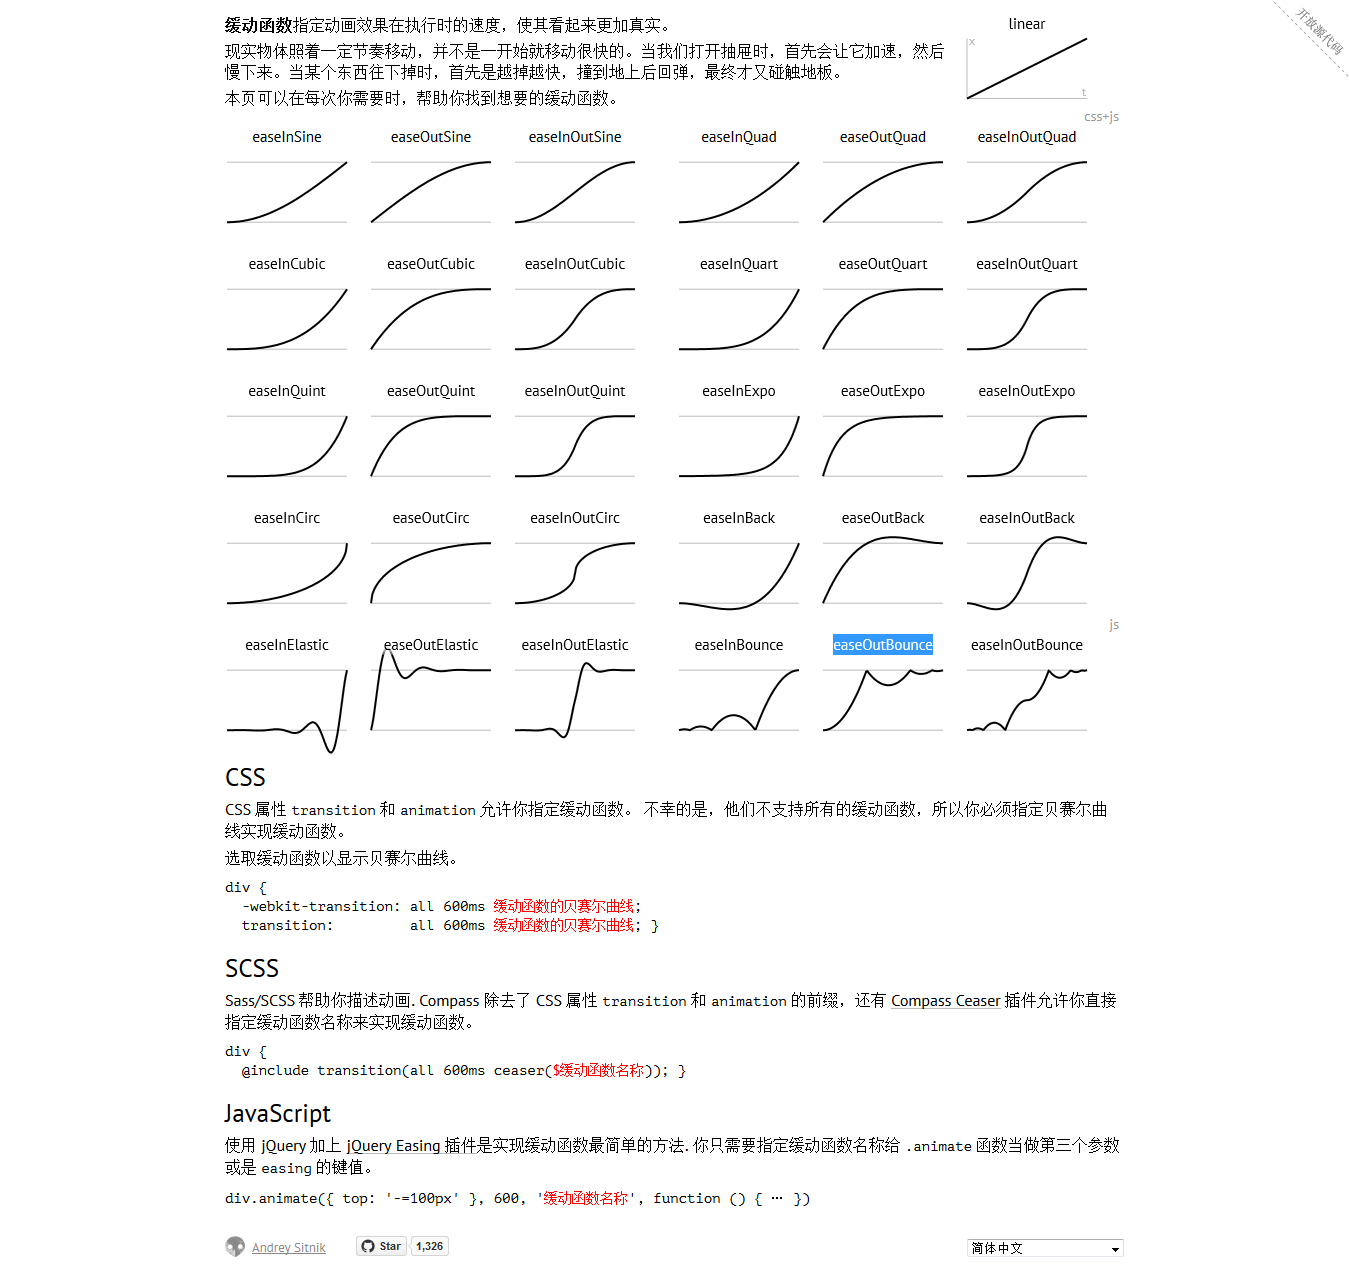 缓动函数指定动画效果在执行时的速度，使其看起来更加真实。
现实物体照着一定节奏移动，并不是一开始就移动很快的。当我们打开抽屉时，首先会让它加速，然后
慢下来。当某个东西往下掉时，首先是越掉越快，撞到地上后回弹，最终才又碰触地板。
本页可以在每次你需要时，帮助你找到想要的缓动函数。
linear
x
t
开放源代码
css+js
easeInSine easeOutSine easeInOutSine easeInQuad easeOutQuad easeInOutQuad
easeInCubic easeOutCubic easeInOutCubic easeInQuart easeOutQuart easeInOutQuart
easeInQuint easeOutQuint easeInOutQuint easeInExpo easeOutExpo easeInOutExpo
easeInCirc easeOutCirc easeInOutCirc easeInBack easeOutBack easeInOutBack
js
easeInElastic easeOutElastic easeInOutElastic easeInBounce easeOutBounce easeInOutBounce
CSS
CSS 属性 transition 和 animation 允许你指定缓动函数。 不幸的是，他们不支持所有的缓动函数，所以你必须指定贝赛尔曲
线实现缓动函数。
选取缓动函数以显示贝赛尔曲线。
div {
  -webkit-transition: all 600ms 缓动函数的贝赛尔曲线;
  transition:         all 600ms 缓动函数的贝赛尔曲线; }
SCSS
Sass/SCSS 帮助你描述动画. Compass 除去了 CSS 属性 transition 和 animation 的前缀，还有 Compass Ceaser 插件允许你直接
指定缓动函数名称来实现缓动函数。
div {
  @include transition(all 600ms ceaser($缓动函数名称)); }
JavaScript
使用 jQuery 加上 jQuery Easing 插件是实现缓动函数最简单的方法. 你只需要指定缓动函数名称给 .animate 函数当做第三个参数
或是 easing 的键值。
div.animate({ top: '-=100px' }, 600, '缓动函数名称', function () { … })
Andrey Sitnik Star 1,326 简体中文